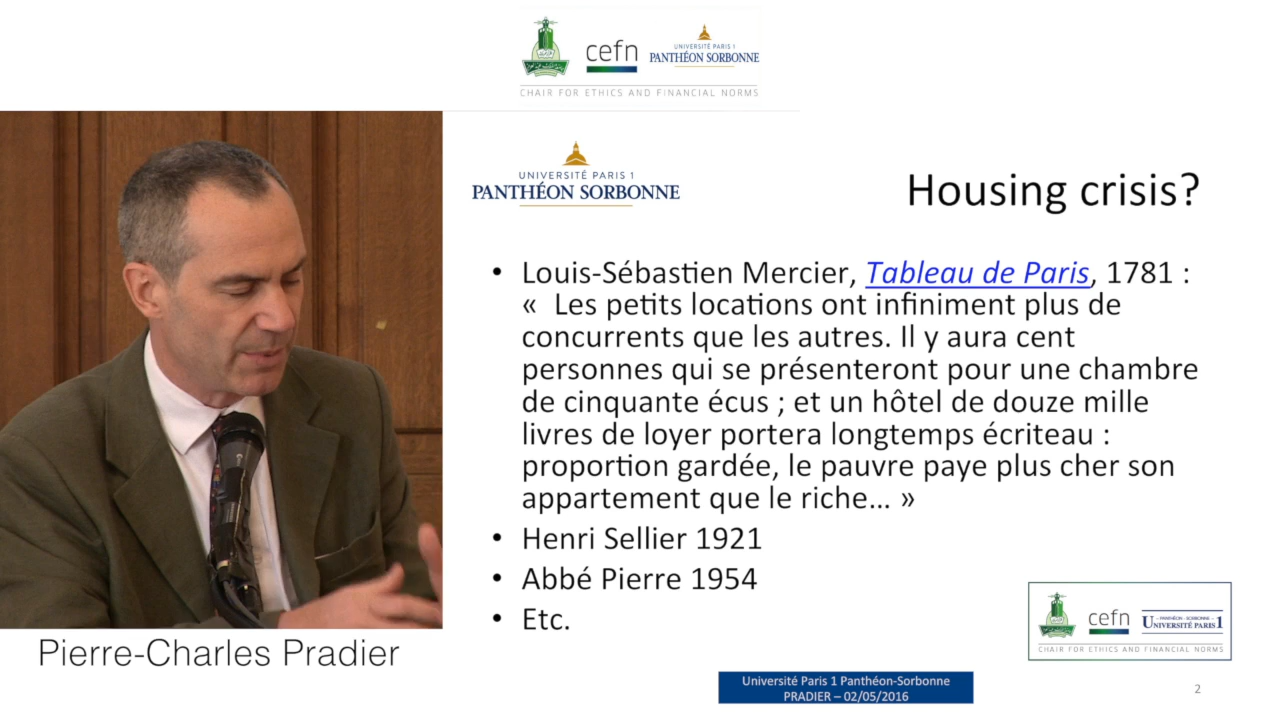 cefn
UNIVERSITÉ PARIS 1
PANTHÉON SORBONNE
CHAIR FOR ETHICS AND FINANCIAL NORMS
UNIVERSITÉ PARIS 1
PANTHÉON SORBONNE
Housing crisis?
• Louis-Sébastien Mercier, Tableau de Paris, 1781 :
«  Les petits locations ont infiniment plus de
concurrents que les autres. Il y aura cent
personnes qui se présenteront pour une chambre
de cinquante écus ; et un hôtel de douze mille
livres de loyer portera longtemps écriteau :
proportion gardée, le pauvre paye plus cher son
appartement que le riche... »
• Henri Sellier 1921
• Abbé Pierre 1954
• Etc.
cefn
PANTHÉON - SORBONNE
UNIVERSITÉ PARIS 1
CHAIR FOR ETHICS AND FINANCIAL NORMS
Pierre-Charles Pradier
Université Paris 1 Panthéon-Sorbonne
PRADIER – 02/05/2016
2